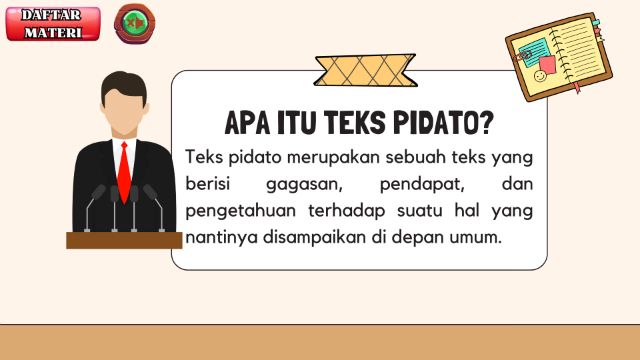 DAFTAR
MATERI
APA ITU TEKS PIDATO?
Teks pidato merupakan sebuah teks yang
berisi gagasan, pendapat, dan
pengetahuan terhadap suatu hal yang
nantinya disampaikan di depan umum.